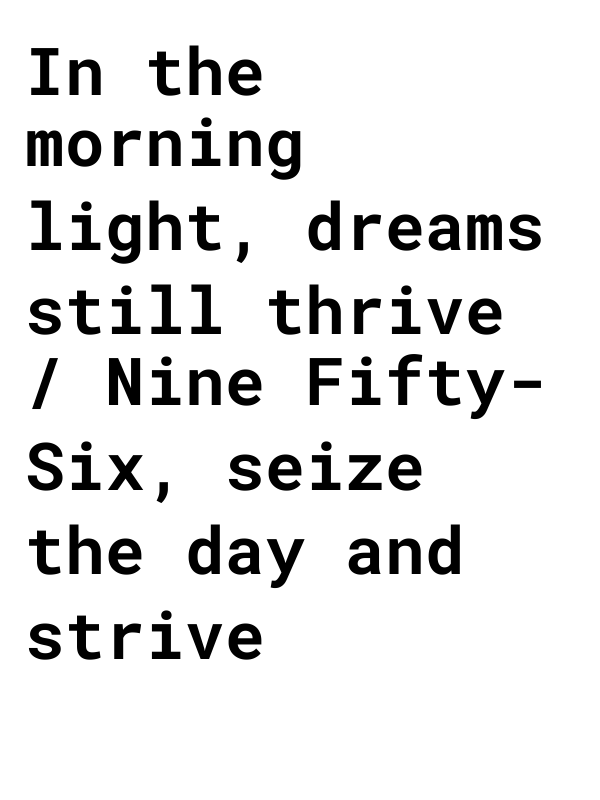 In the
morning
light, dreams
still thrive
/ Nine Fifty-
Six, seize
the day and
strive